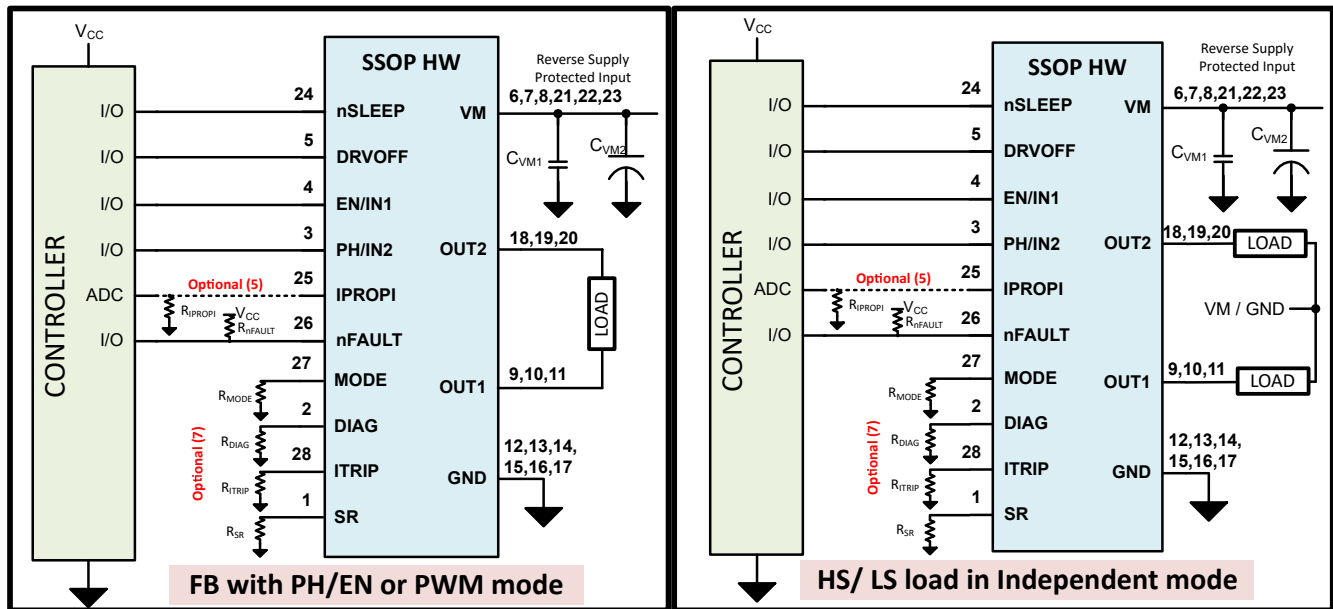 VCC
CONTROLLER
I/O
I/O
I/O
I/O
ADC
I/O
SSOP HW
24
nSLEEP
5
DRVOFF
4
EN/IN1
3
PH/IN2
25
IPROPI
26
nFAULT
27
MODE
2
DIAG
28
ITRIP
1
SR
Optional (5)
RIPROPI
VCC
RnFAULT
RMODE
RDIAG
RITRIP
RSR
Optional (7)
Reverse Supply
Protected Input
6,7,8,21,22,23
VM
CVM1
CVM2
18,19,20
OUT2
LOAD
9,10,11
OUT1
12,13,14,
15,16,17
GND
FB with PH/EN or PWM mode
VCC
CONTROLLER
I/O
I/O
I/O
I/O
ADC
I/O
SSOP HW
24
nSLEEP
5
DRVOFF
4
EN/IN1
3
PH/IN2
25
IPROPI
26
nFAULT
27
MODE
2
DIAG
28
ITRIP
1
SR
Optional (5)
RIPROPI
VCC
RnFAULT
RMODE
RDIAG
RITRIP
RSR
Optional (7)
Reverse Supply
Protected Input
6,7,8,21,22,23
VM
CVM1
CVM2
18,19,20
OUT2
LOAD
VM / GND
9,10,11
OUT1
LOAD
12,13,14,
15,16,17
GND
HS/ LS load in Independent mode